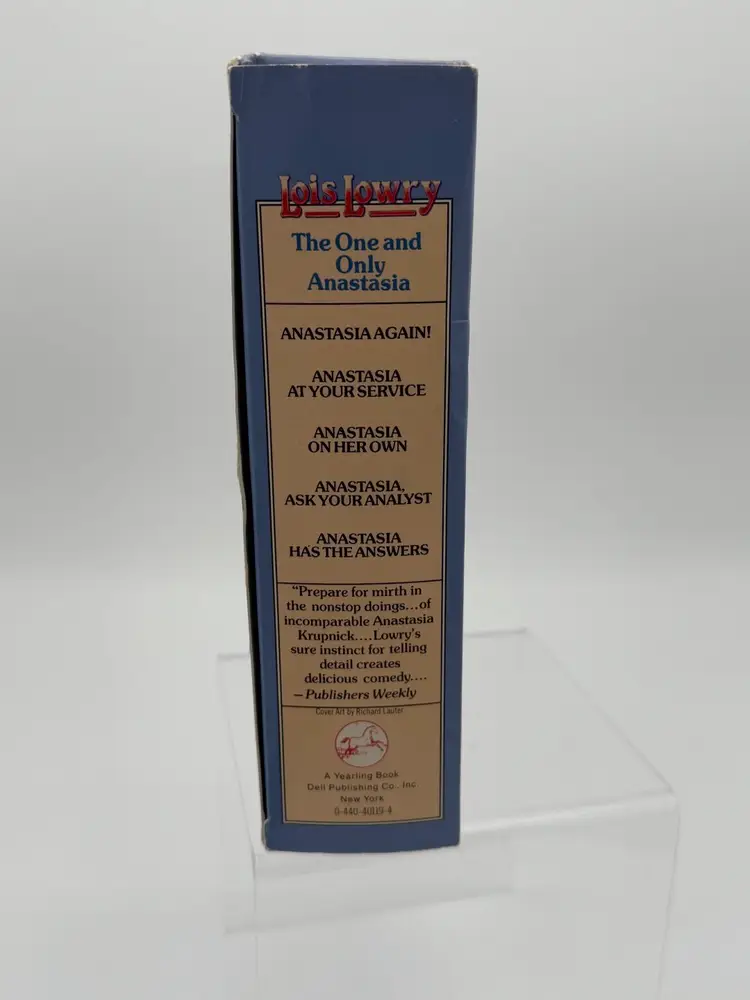 Lois Lowry
The One and
Only
Anastasia
ANASTASIA AGAIN!
ANASTASIA
AT YOUR SERVICE
ANASTASIA
ON HER OWN
ANASTASIA,
ASK YOUR ANALYST
ANASTASIA
HAS THE ANSWERS
“Prepare for mirth in
the nonstop doings...of
incomparable Anastasia
Krupnick....Lowry's
sure instinct for telling
detail creates
delicious comedy....
—Publishers Weekly
Cover Art by Richard Lauter
A Yearling Book
Dell Publishing Co., Inc.
New York